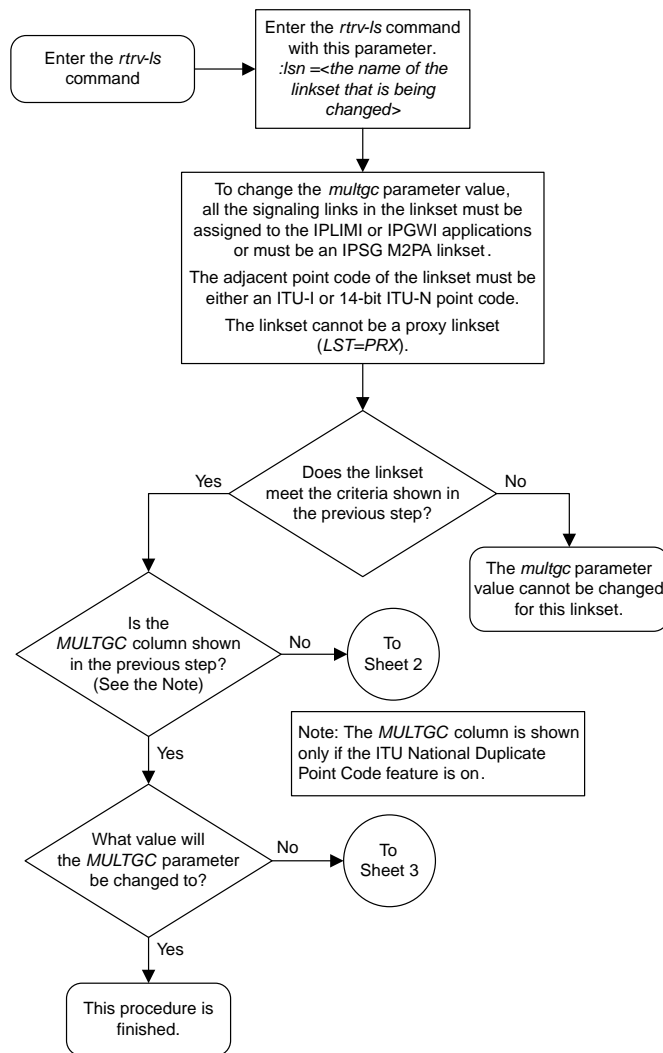 Enter the rtrv-ls
command
Enter the rtrv-ls command
with this parameter.
:lsn =<the name of the
linkset that is being
changed>
To change the multgc parameter value,
all the signaling links in the linkset must be
assigned to the IPLIMI or IPGWI applications
or must be an IPSG M2PA linkset.
The adjacent point code of the linkset must be
either an ITU-I or 14-bit ITU-N point code.
The linkset cannot be a proxy linkset
(LST=PRX).
Does the linkset
meet the criteria shown in
the previous step?
Yes
No
The multgc parameter
value cannot be changed
for this linkset.
Is the
MULTGC column shown
in the previous step?
(See the Note)
No
To
Sheet 2
Yes
Note: The MULTGC column is shown
only if the ITU National Duplicate
Point Code feature is on.
What value will
the MULTGC parameter
be changed to?
No
To
Sheet 3
Yes
This procedure is
finished.